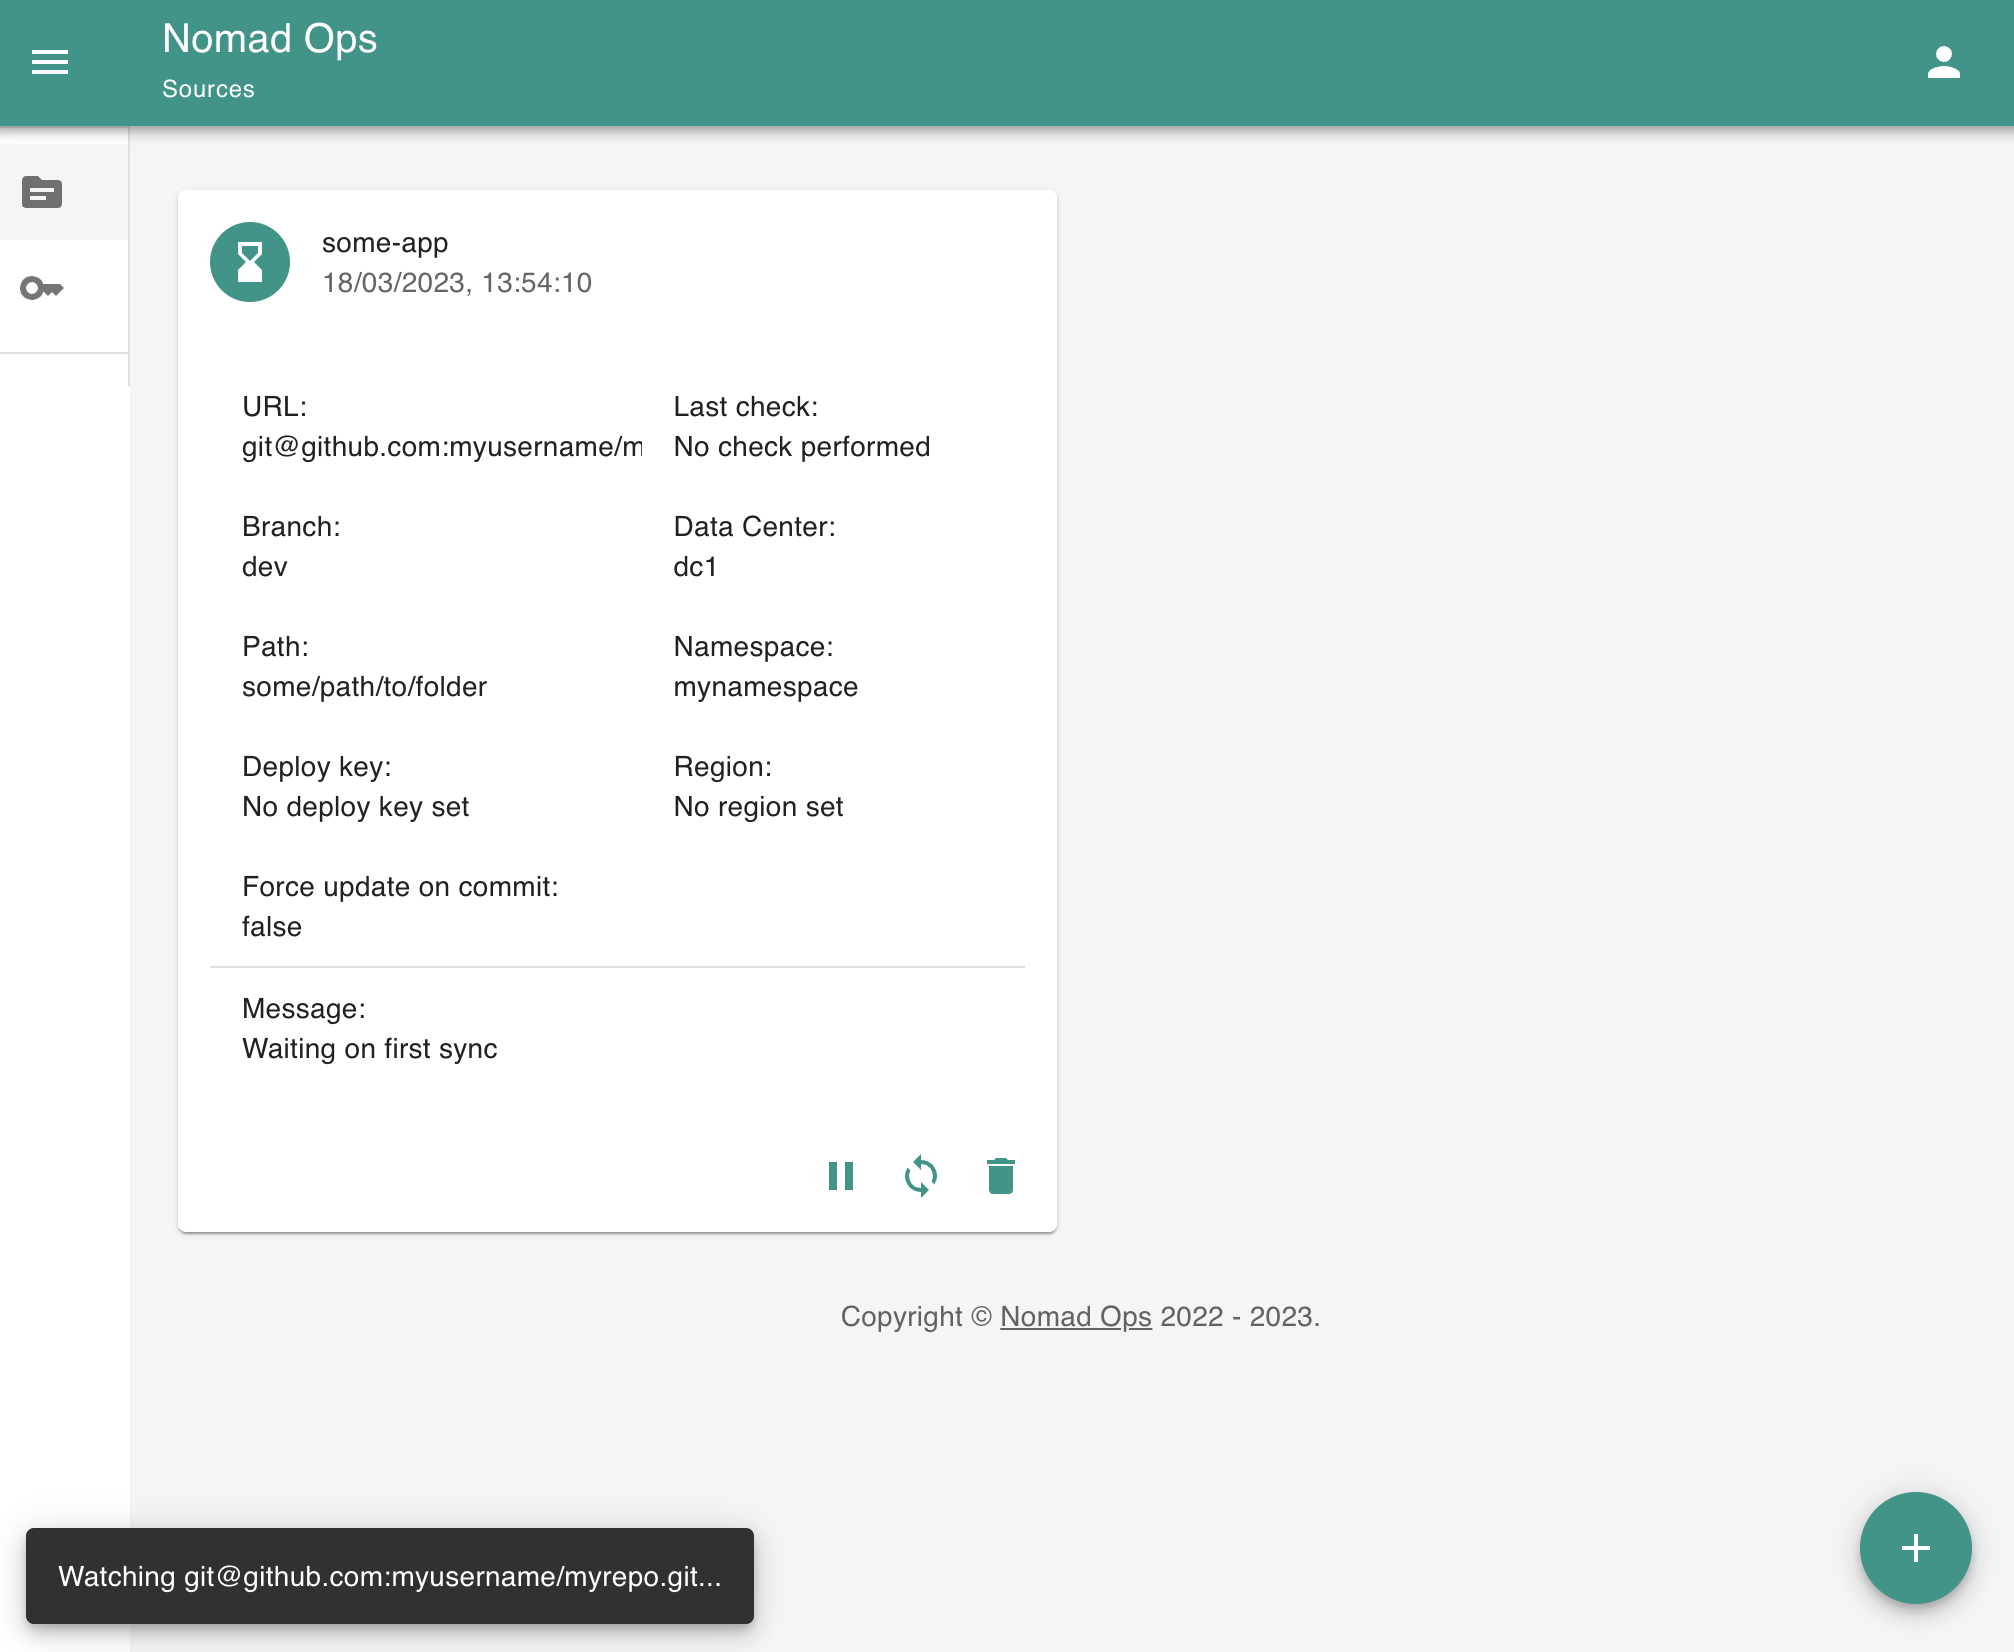 Nomad Ops
Sources
some-app
18/03/2023, 13:54:10
URL:
git@github.com:myusername/m
Last check:
No check performed
Branch:
dev
Data Center:
dc1
Path:
some/path/to/folder
Namespace:
mynamespace
Deploy key:
No deploy key set
Region:
No region set
Force update on commit:
false
Message:
Waiting on first sync
Copyright © Nomad Ops 2022 - 2023.
Watching git@github.com:myusername/myrepo.git...